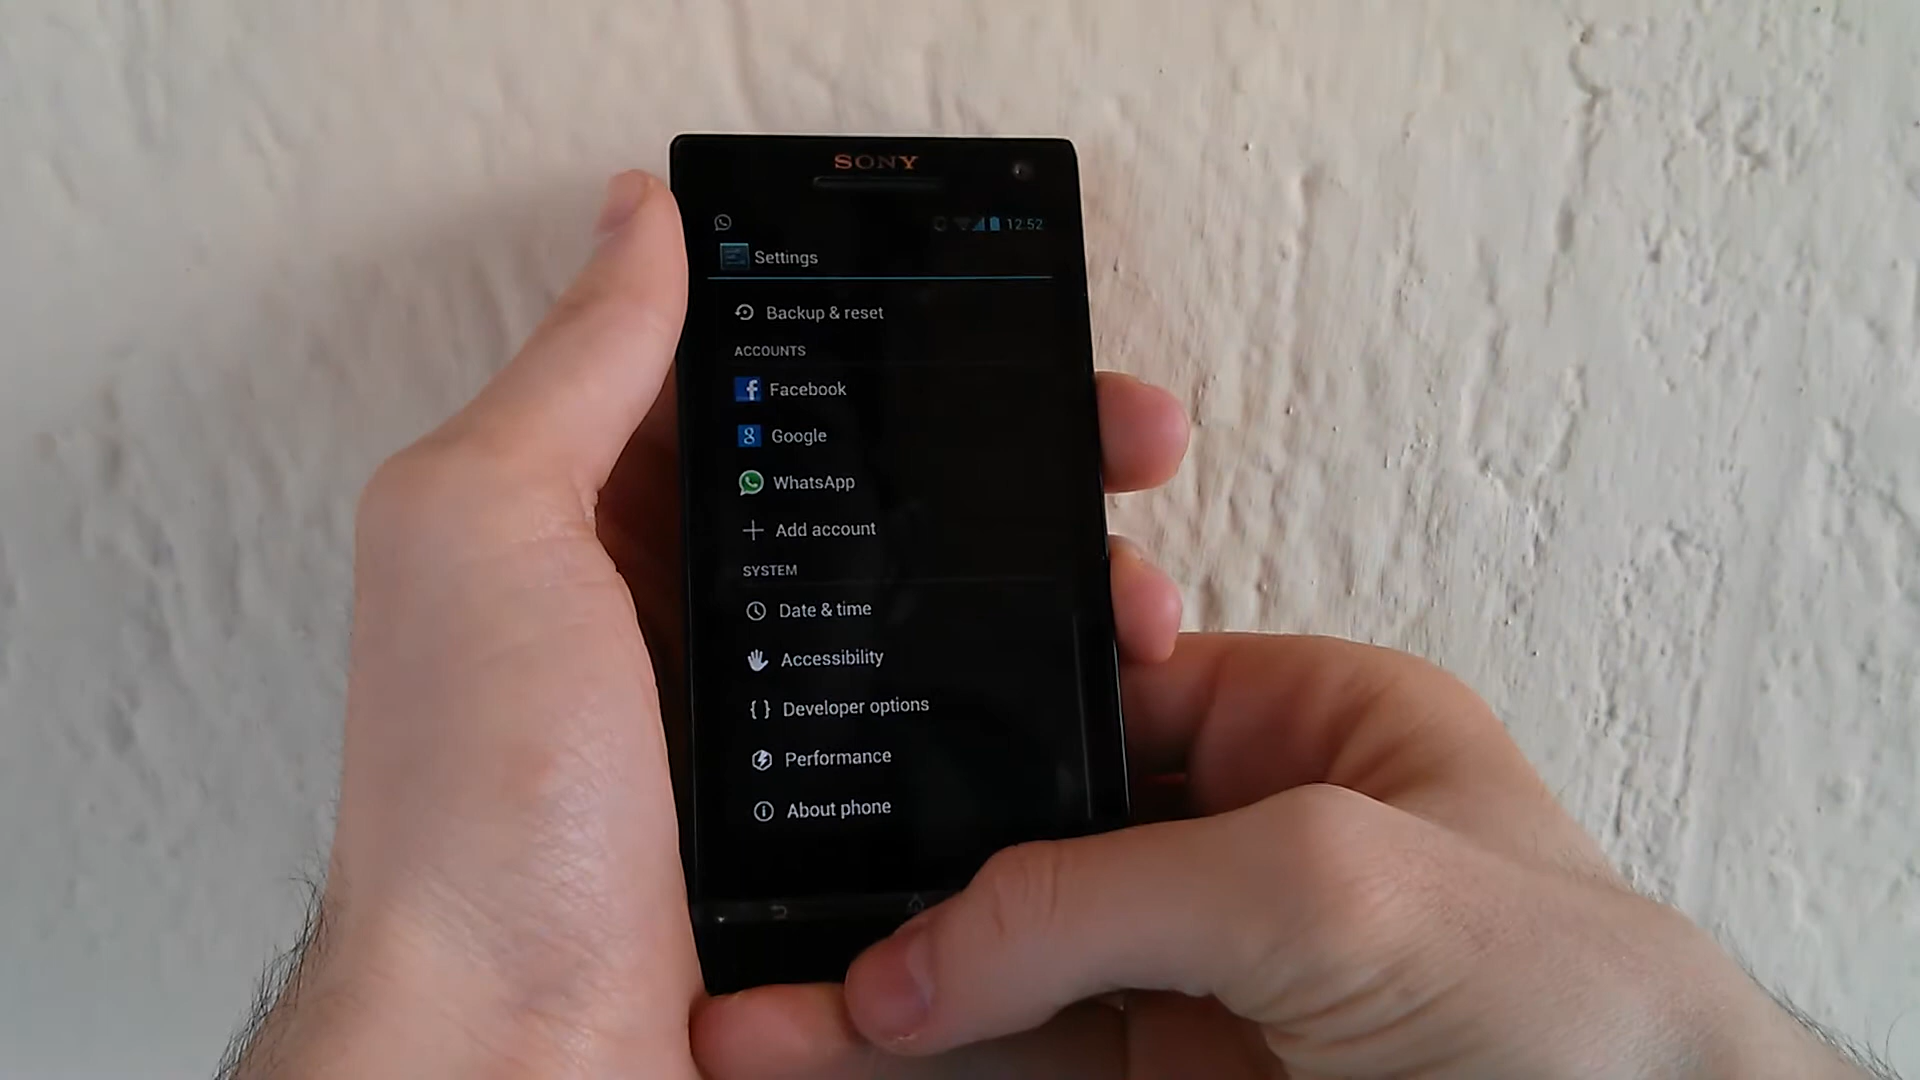 SONY
12:52
Settings
Backup & reset
ACCOUNTS
Facebook
Google
WhatsApp
Add account
SYSTEM
Date & time
Accessibility
Developer options
Performance
About phone